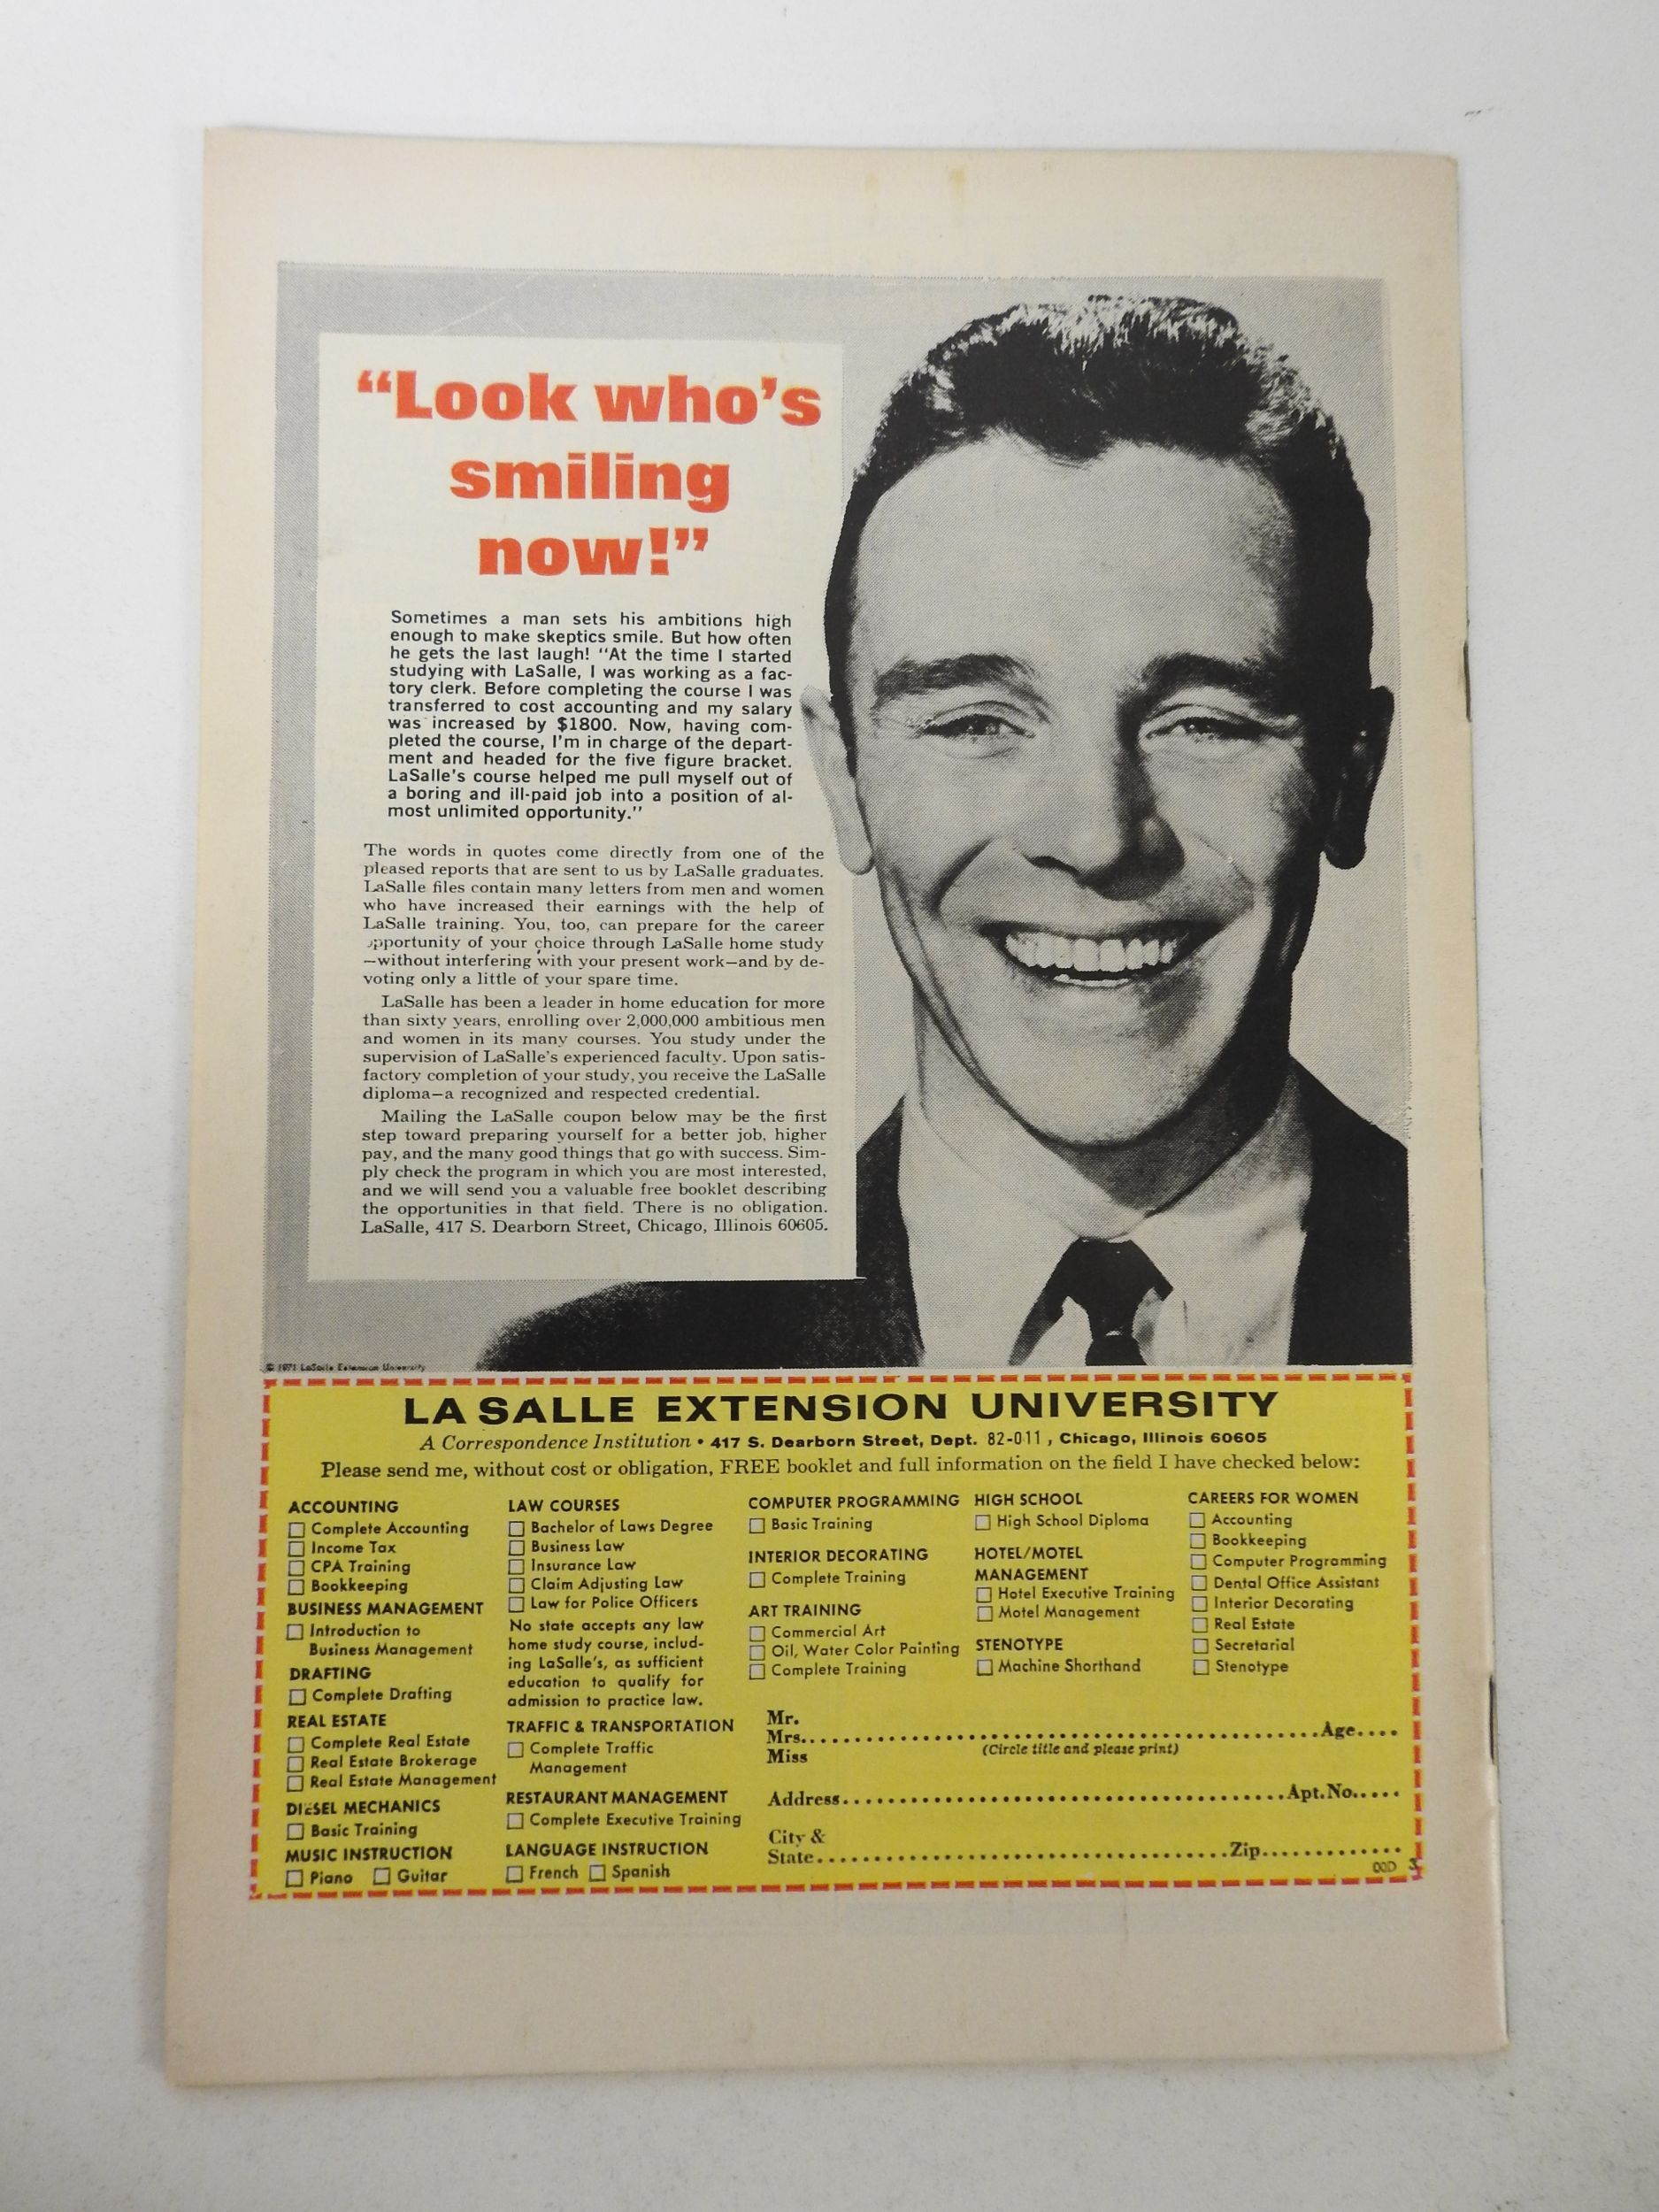 “Look who’s
smiling
now!”
Sometimes a man sets his ambitions high
enough to make skeptics smile. But how often
he gets the last laugh! “At the time I started
studying with LaSalle, I was working as a fac-
tory clerk. Before completing the course I was
transferred to cost accounting and my salary
was increased by $1800. Now, having com-
pleted the course, I’m in charge of the depart-
ment and headed for the five figure bracket.
LaSalle’s course helped me pull myself out of
a boring and ill-paid job into a position of al-
most unlimited opportunity.”
The words in quotes come directly from one of the
pleased reports that are sent to us by LaSalle graduates.
LaSalle files contain many letters from men and women
who have increased their earnings with the help of
LaSalle training. You, too, can prepare for the career
opportunity of your choice through LaSalle home study
—without interfering with your present work—and by de-
voting only a little of your spare time.
LaSalle has been a leader in home education for more
than sixty years, enrolling over 2,000,000 ambitious men
and women in its many courses. You study under the
supervision of LaSalle’s experienced faculty. Upon satis-
factory completion of your study, you receive the LaSalle
diploma—a recognized and respected credential.
Mailing the LaSalle coupon below may be the first
step toward preparing yourself for a better job, higher
pay, and the many good things that go with success. Sim-
ply check the program in which you are most interested,
and we will send you a valuable free booklet describing
the opportunities in that field. There is no obligation.
LaSalle, 417 S. Dearborn Street, Chicago, Illinois 60605.
© 1971 LaSalle Extension University
LA SALLE EXTENSION UNIVERSITY
A Correspondence Institution • 417 S. Dearborn Street, Dept. 82-011, Chicago, Illinois 60605
Please send me, without cost or obligation, FREE booklet and full information on the field I have checked below:
ACCOUNTING
☐ Complete Accounting
☐ Income Tax
☐ CPA Training
☐ Bookkeeping
BUSINESS MANAGEMENT
☐ Introduction to
Business Management
DRAFTING
☐ Complete Drafting
REAL ESTATE
☐ Complete Real Estate
☐ Real Estate Brokerage
☐ Real Estate Management
DIESEL MECHANICS
☐ Basic Training
MUSIC INSTRUCTION
☐ Piano ☐ Guitar
LAW COURSES
☐ Bachelor of Laws Degree
☐ Business Law
☐ Insurance Law
☐ Claim Adjusting Law
☐ Law for Police Officers
No state accepts any law
home study course, includ-
ing LaSalle’s, as sufficient
education to qualify for
admission to practice law.
TRAFFIC & TRANSPORTATION
☐ Complete Traffic
Management
RESTAURANT MANAGEMENT
☐ Complete Executive Training
LANGUAGE INSTRUCTION
☐ French ☐ Spanish
COMPUTER PROGRAMMING
☐ Basic Training
INTERIOR DECORATING
☐ Complete Training
ART TRAINING
☐ Commercial Art
☐ Oil, Water Color Painting
☐ Complete Training
HIGH SCHOOL
☐ High School Diploma
HOTEL/MOTEL
MANAGEMENT
☐ Hotel Executive Training
☐ Motel Management
STENOTYPE
☐ Machine Shorthand
CAREERS FOR WOMEN
☐ Accounting
☐ Bookkeeping
☐ Computer Programming
☐ Dental Office Assistant
☐ Interior Decorating
☐ Real Estate
☐ Secretarial
☐ Stenotype
Mr.
Mrs. Age
Miss (Circle title and please print)
Address Apt.No.
City &
State Zip
00D 3